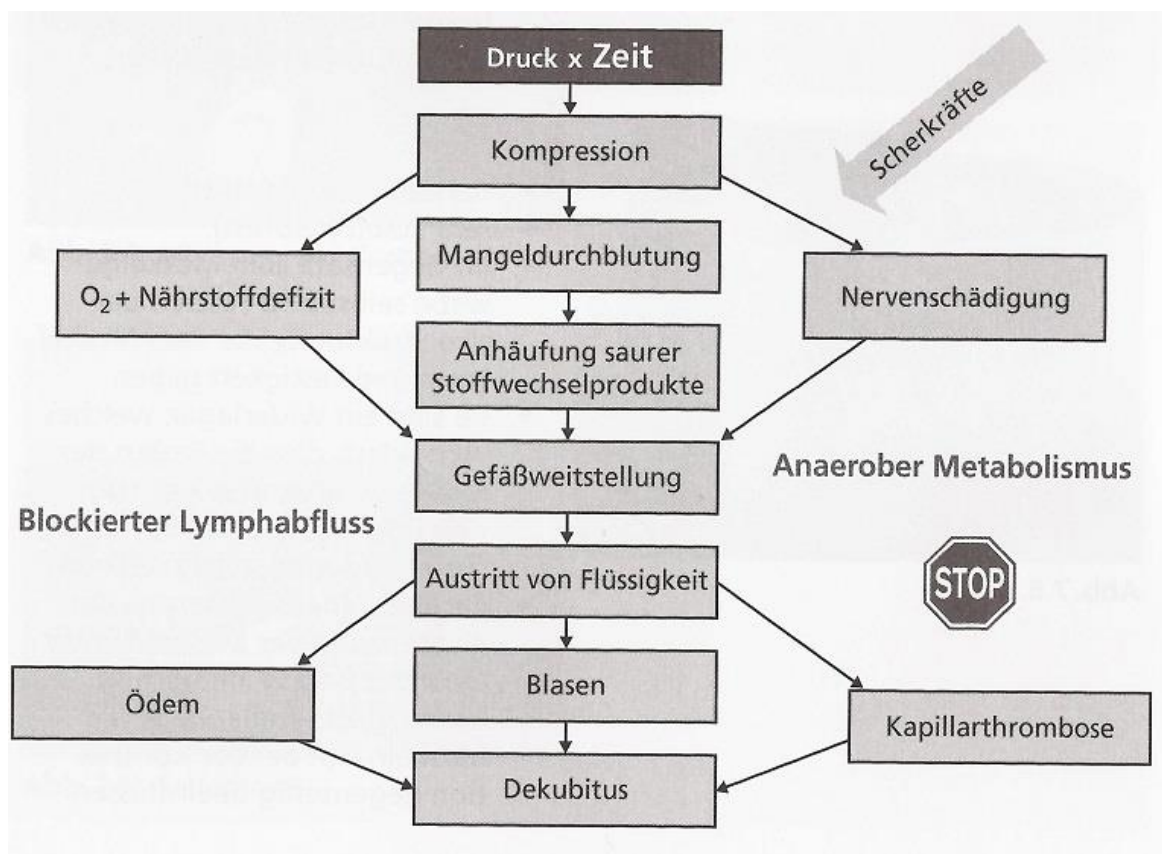 Druck x Zeit
Scherkräfte
Kompression
Mangeldurchblutung
O₂ + Nährstoffdefizit
Nervenschädigung
Anhäufung saurer
Stoffwechselprodukte
Gefäßweitstellung
Anaerober Metabolismus
Blockierter Lymphabfluss
Austritt von Flüssigkeit
STOP
Blasen
Ödem
Kapillarthrombose
Dekubitus